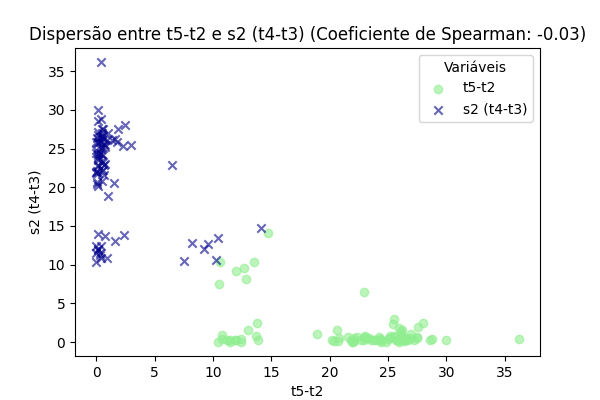 Dispersão entre t5-t2 e s2 (t4-t3) (Coeficiente de Spearman: -0.03)
Variáveis
t5-t2
s2 (t4-t3)
35
30
25
20
15
10
5
0
s2 (t4-t3)
0 5 10 15 20 25 30 35
t5-t2